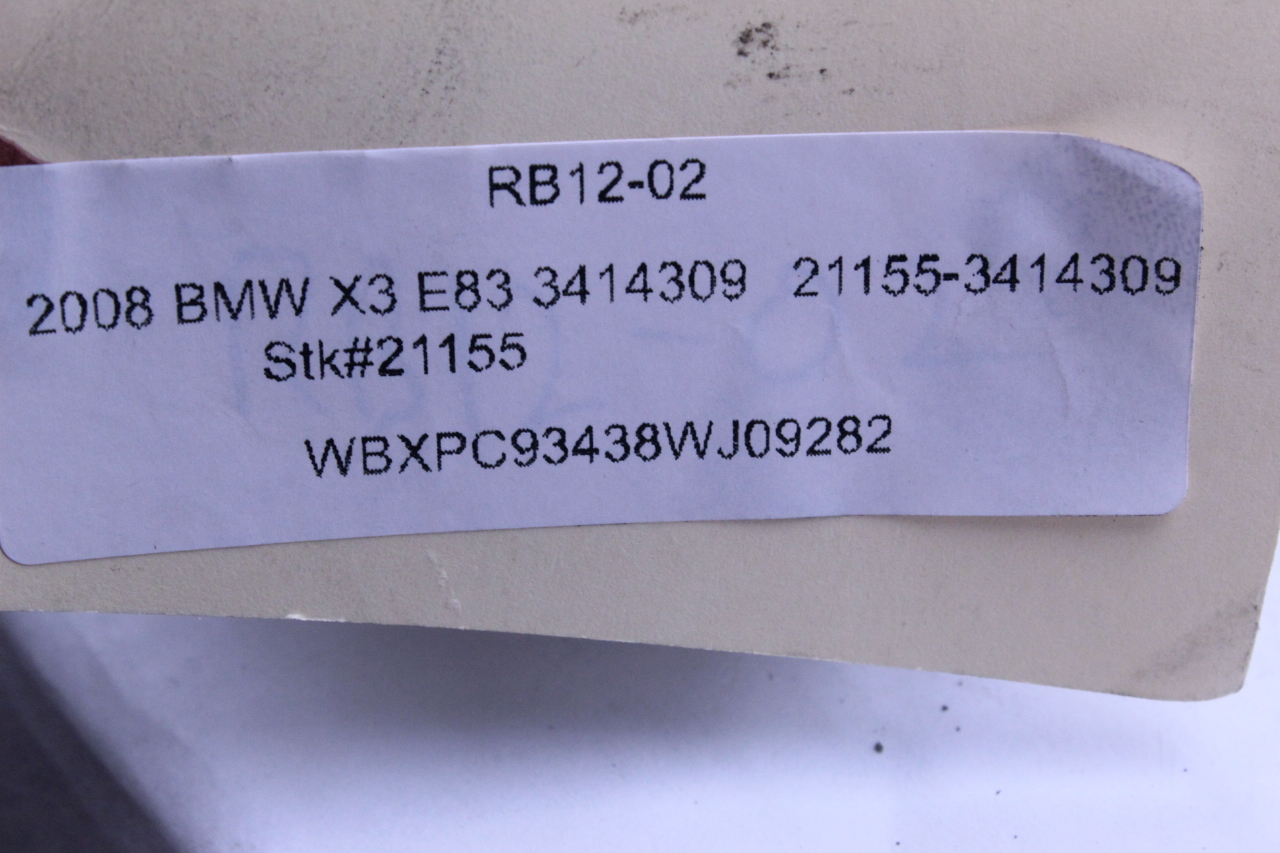 RB12-02
2008 BMW X3 E83 3414309 21155-3414309
Stk#21155
WBXPC93438WJ09282